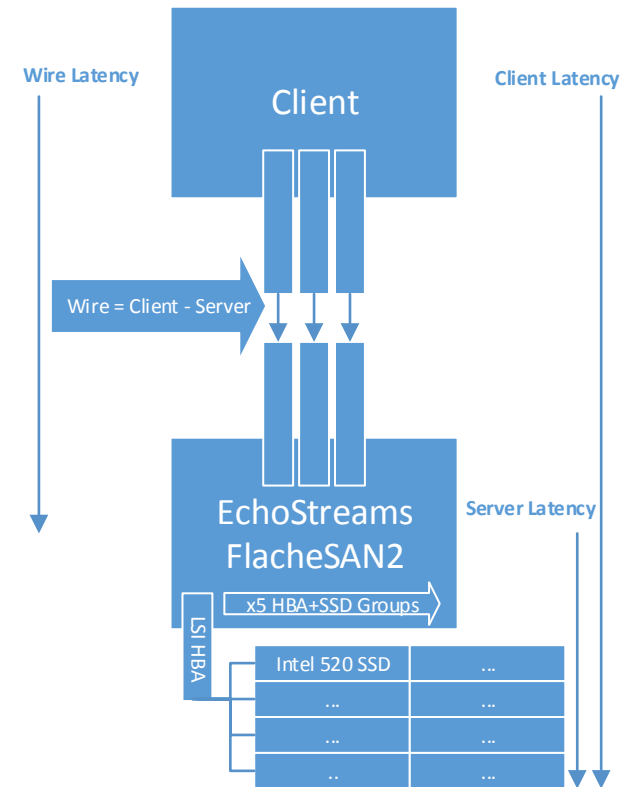 Wire Latency
Client Latency
Client
Wire = Client - Server
EchoStreams
FlacheSAN2
Server Latency
x5 HBA+SSD Groups
LSI HBA
Intel 520 SSD
...
...
...
...
...
..
...